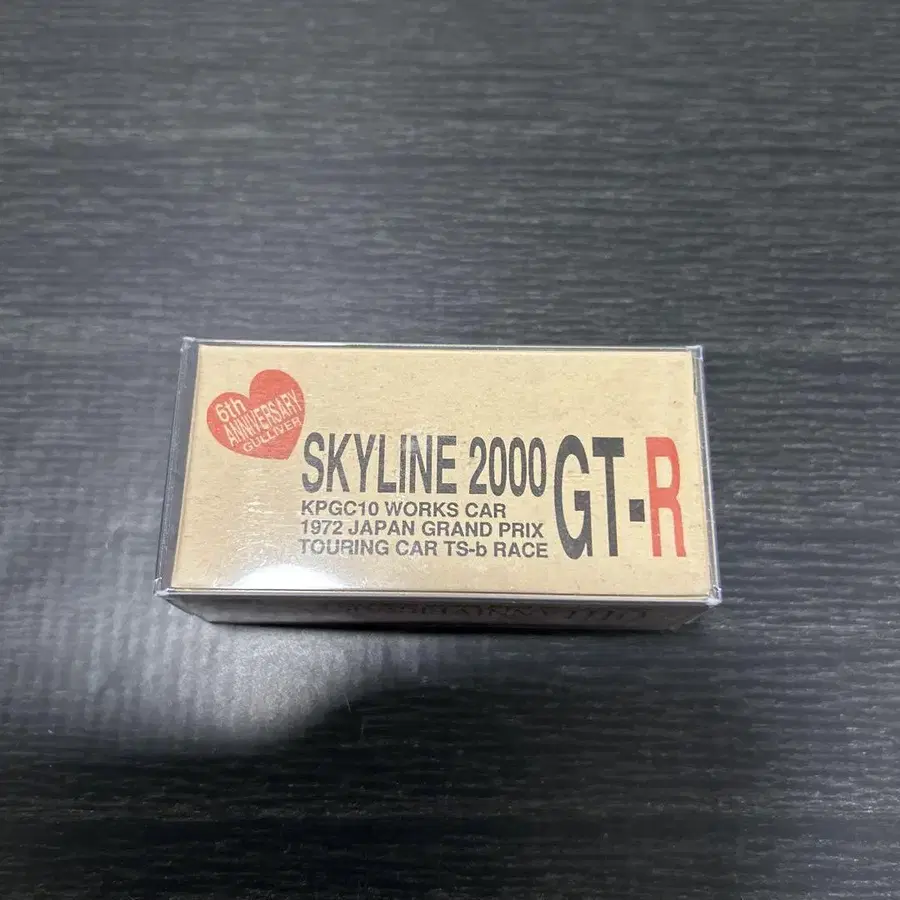 6th
ANNIVERSARY
GULLIVER
SKYLINE 2000 GT-R
KPGC10 WORKS CAR
1972 JAPAN GRAND PRIX
TOURING CAR TS-b RACE